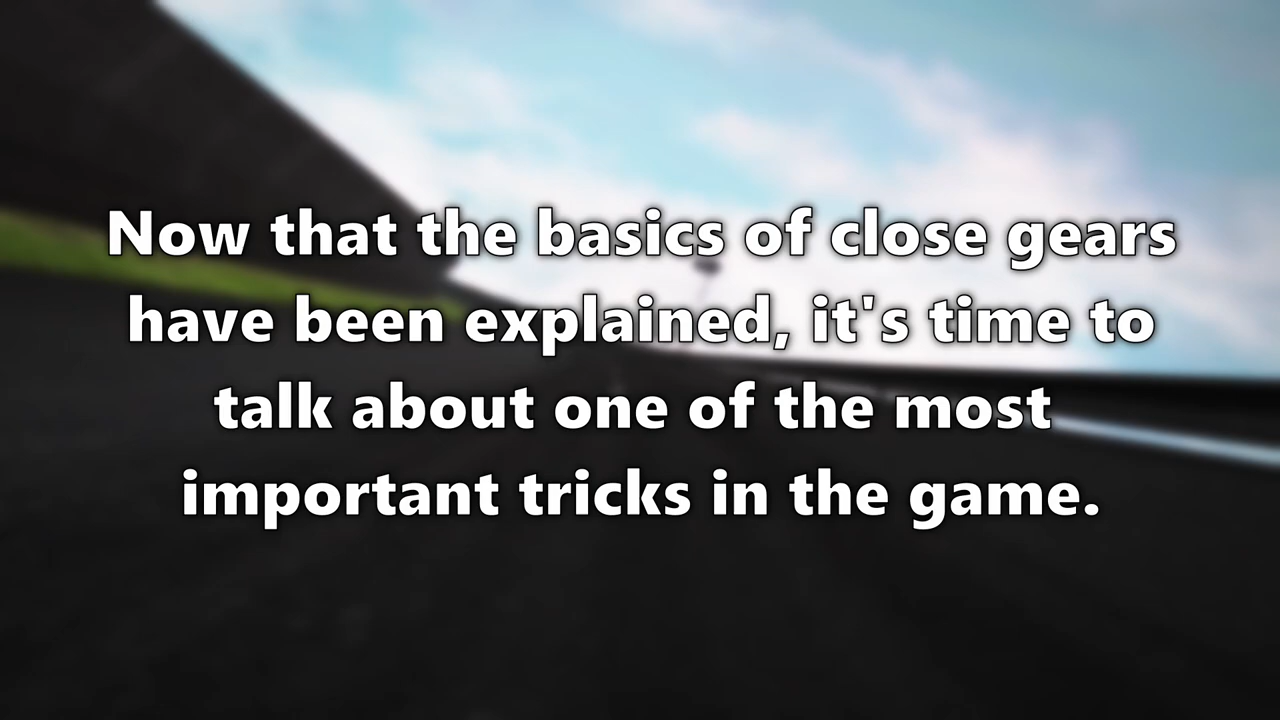 Now that the basics of close gears
have been explained, it's time to
talk about one of the most
important tricks in the game.